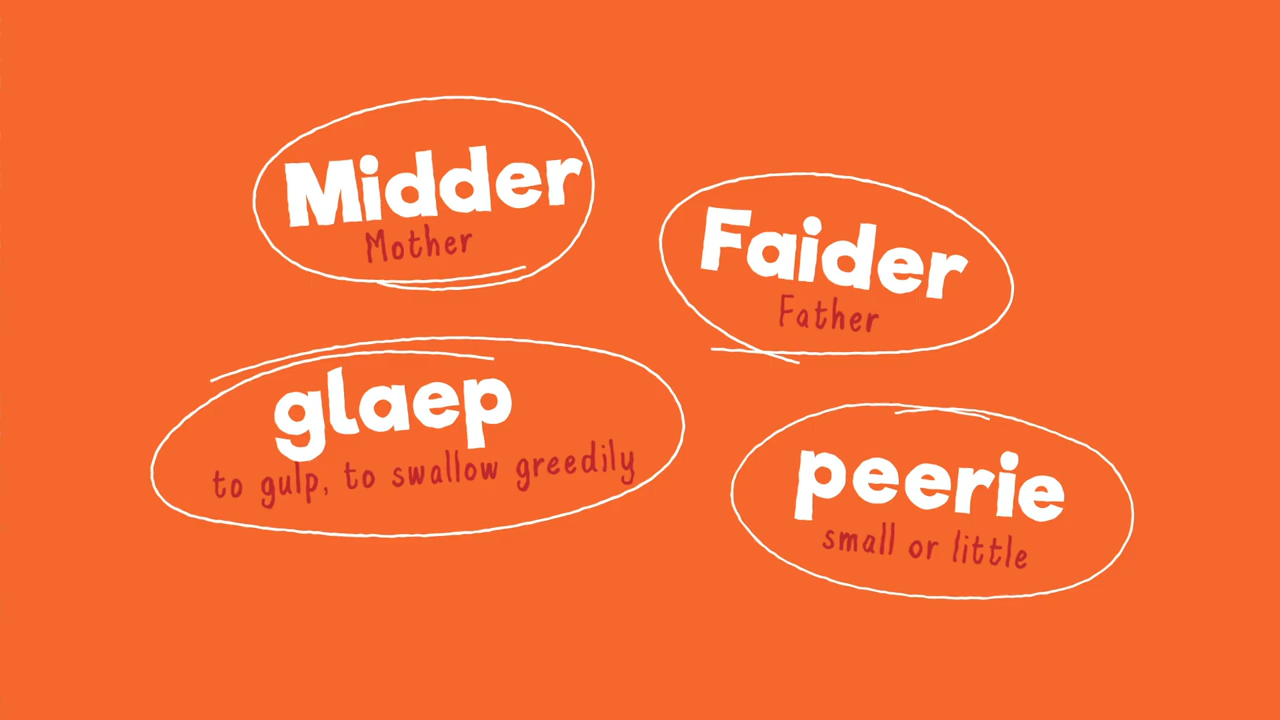 Midder
Mother
Faider
Father
glaep
to gulp, to swallow greedily
peerie
small or little